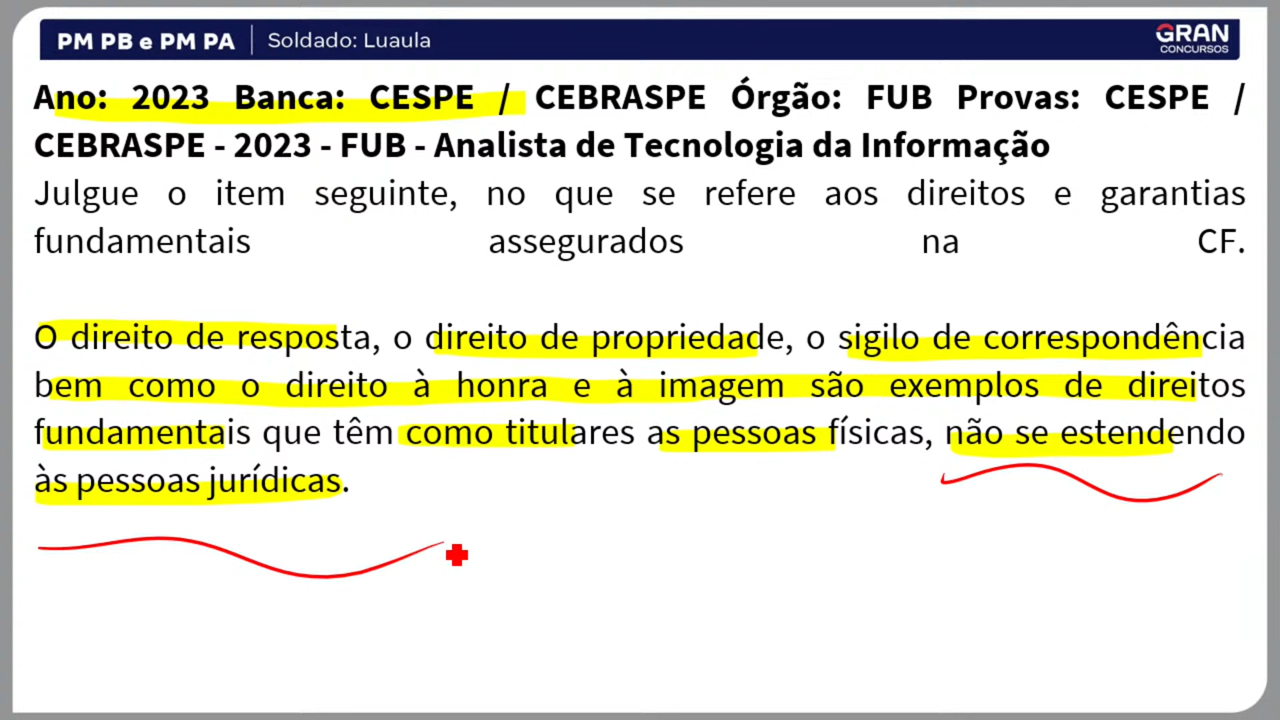 PM PB e PM PA | Soldado: Luaula
GRAN
CONCURSOS
Ano: 2023 Banca: CESPE / CEBRASPE Órgão: FUB Provas: CESPE /
CEBRASPE - 2023 - FUB - Analista de Tecnologia da Informação
Julgue o item seguinte, no que se refere aos direitos e garantias
fundamentais assegurados na CF.
O direito de resposta, o direito de propriedade, o sigilo de correspondência
bem como o direito à honra e à imagem são exemplos de direitos
fundamentais que têm como titulares as pessoas físicas, não se estendendo
às pessoas jurídicas.